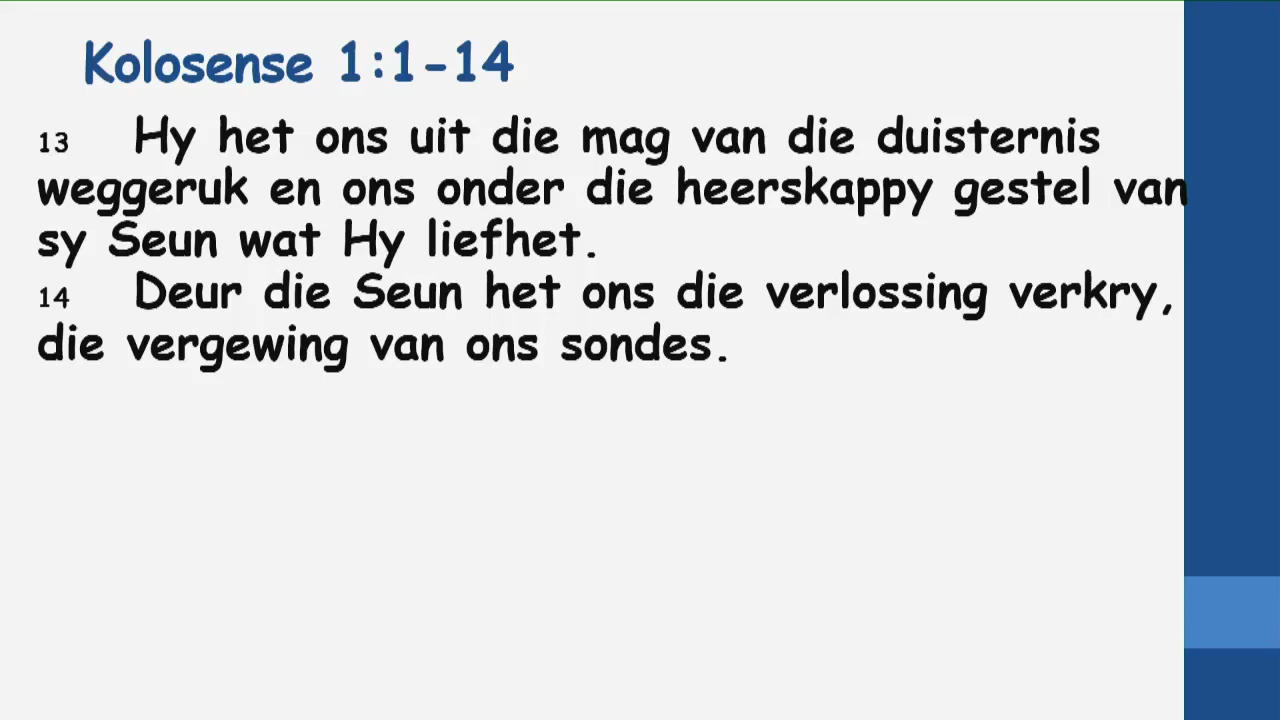 Kolosense 1:1-14
13 Hy het ons uit die mag van die duisternis
weggeruk en ons onder die heerskappy gestel van
sy Seun wat Hy liefhet.
14 Deur die Seun het ons die verlossing verkry,
die vergewing van ons sondes.